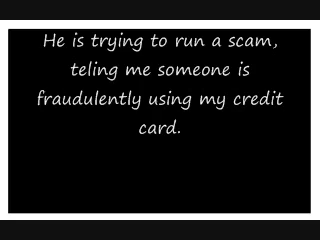 He is trying to run a scam,
teling me someone is
fraudulently using my credit
card.